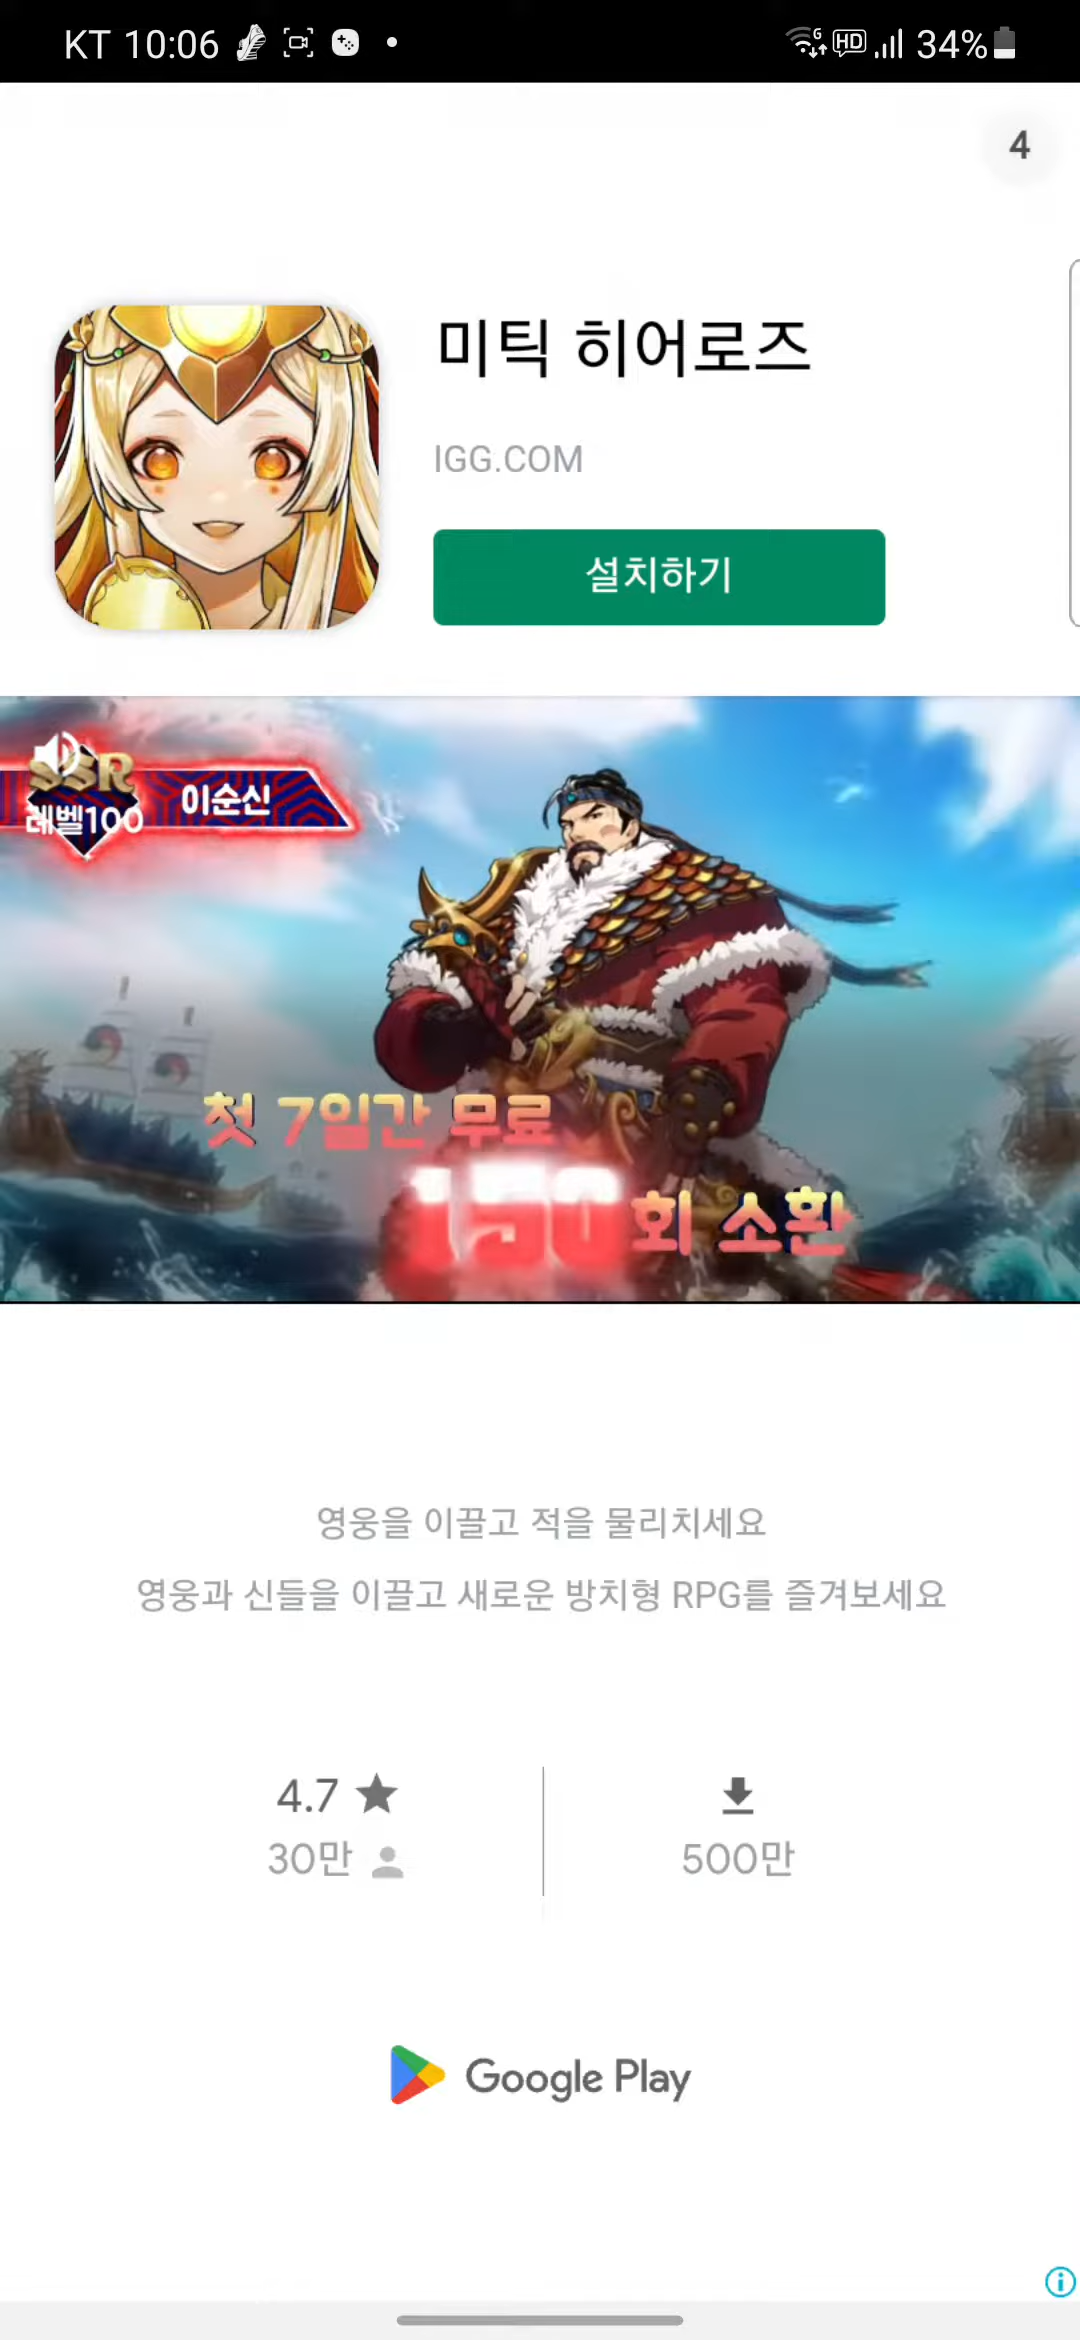 KT 10:06
HD 34%
4
미틱 히어로즈
IGG.COM
설치하기
SSR
레벨100
이순신
첫 7일간 무료
150회 소환
영웅을 이끌고 적을 물리치세요
영웅과 신들을 이끌고 새로운 방치형 RPG를 즐겨보세요
4.7
30만
500만
Google Play